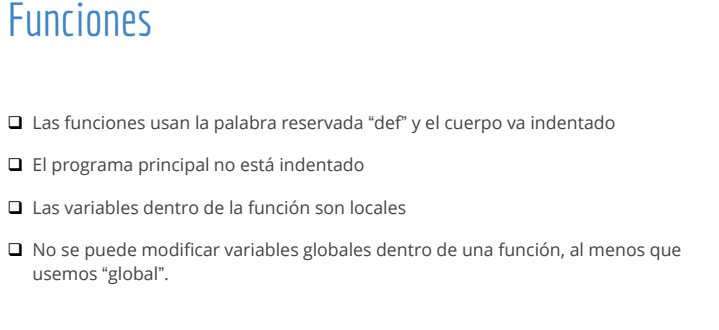 Funciones
❑ Las funciones usan la palabra reservada “def” y el cuerpo va indentado
❑ El programa principal no está indentado
❑ Las variables dentro de la función son locales
❑ No se puede modificar variables globales dentro de una función, al menos que
usemos “global”.